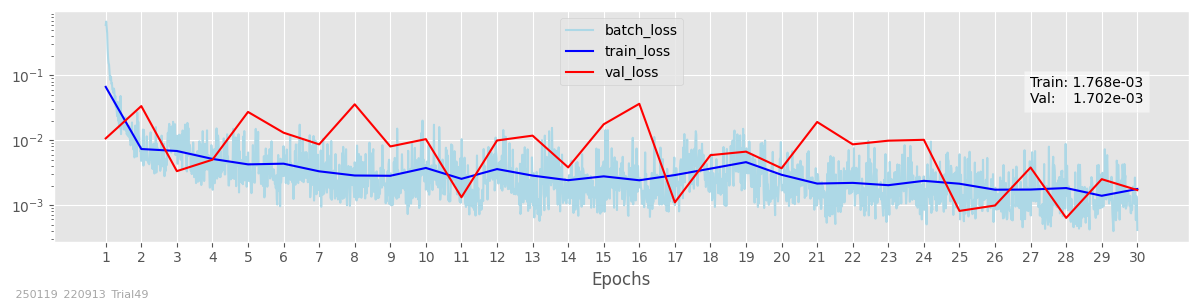 batch_loss
train_loss
val_loss
10⁻¹
10⁻²
10⁻³
Train: 1.768e-03
Val: 1.702e-03
1 2 3 4 5 6 7 8 9 10 11 12 13 14 15 16 17 18 19 20 21 22 23 24 25 26 27 28 29 30
Epochs
250119_220913_Trial49